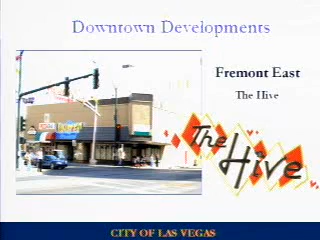 Downtown Developments
Fremont East
The Hive
The Hive
CITY OF LAS VEGAS